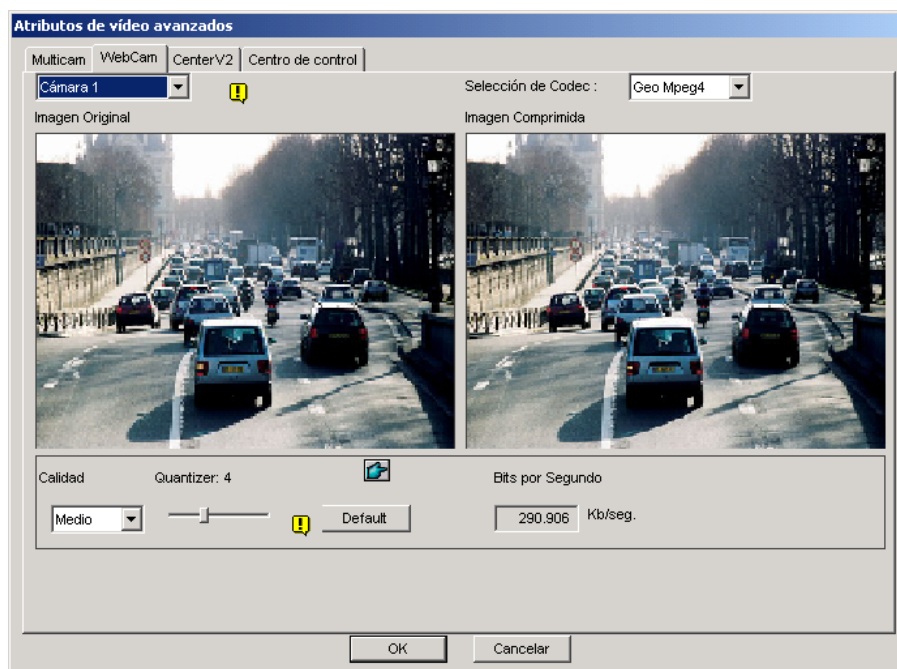 Atributos de vídeo avanzados
Multicam WebCam CenterV2 Centro de control
Cámara 1 Selección de Codec : Geo Mpeg4
Imagen Original Imagen Comprimida
Calidad Quantizer: 4 Bits por Segundo
Medio Default 290.906 Kb/seg.
OK Cancelar